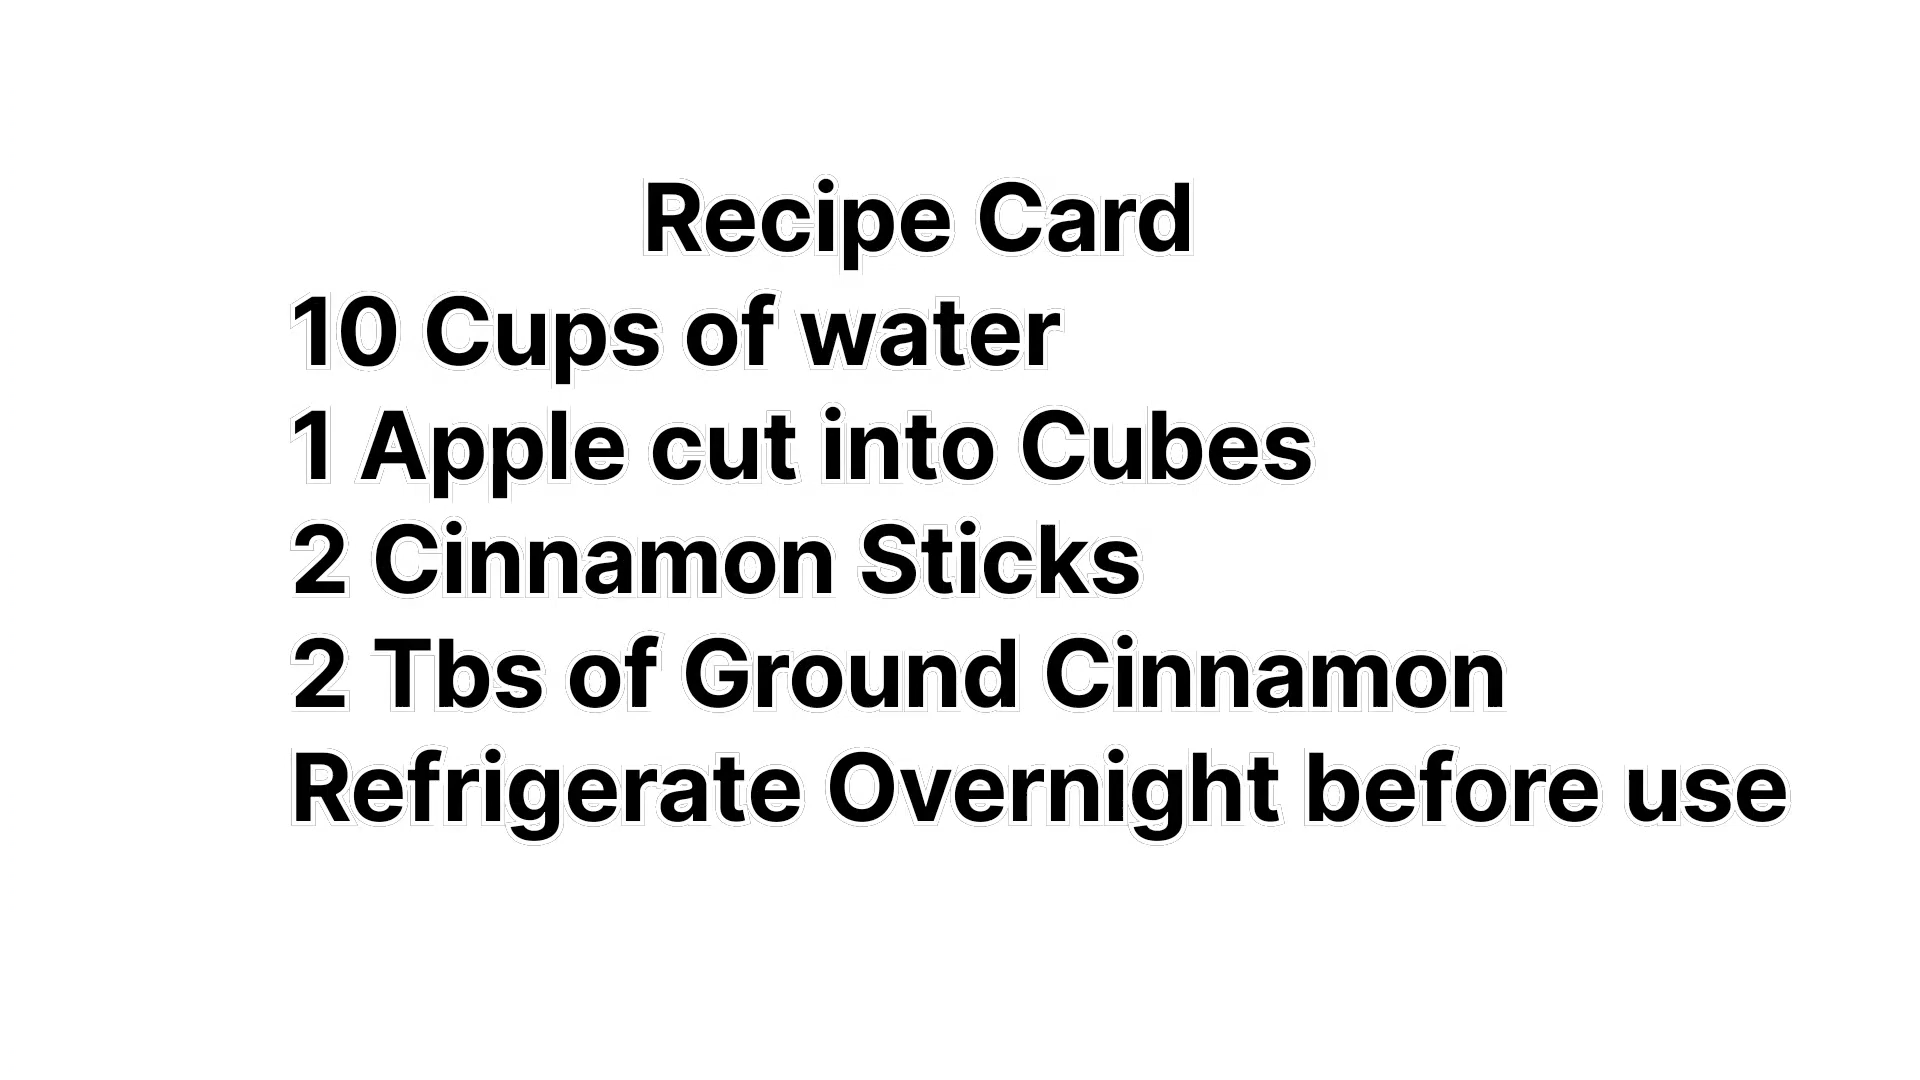 Recipe Card
10 Cups of water
1 Apple cut into Cubes
2 Cinnamon Sticks
2 Tbs of Ground Cinnamon
Refrigerate Overnight before use